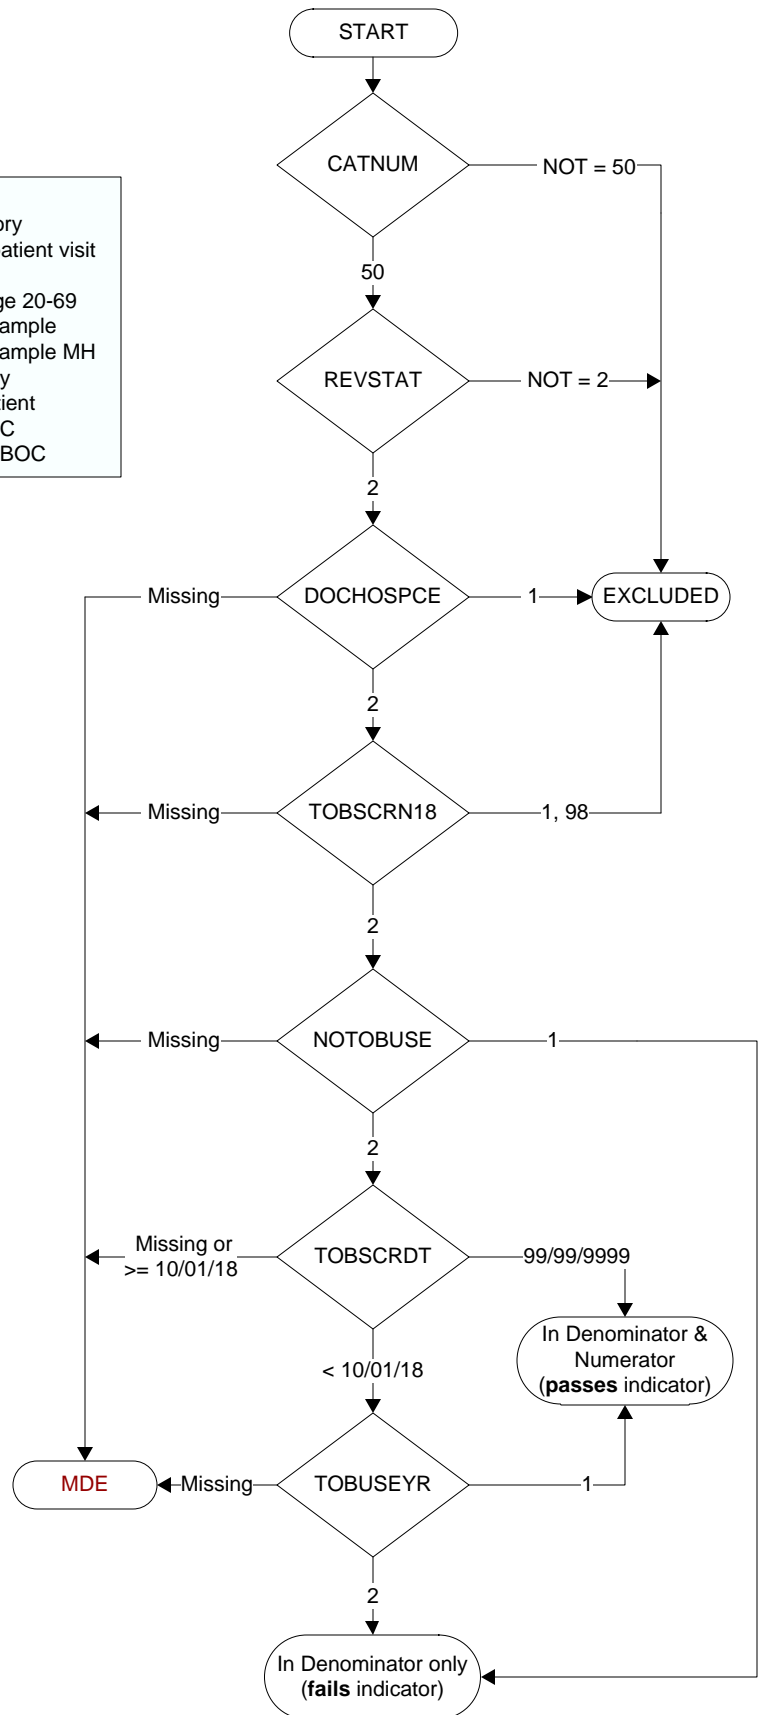 START
CATNUM
NOT = 50
ory
atient visit
ge 20-69
ample
ample MH
y
tient
C
BOC
50
REVSTAT
NOT = 2
2
Missing
DOCHOSPCE
1
EXCLUDED
2
Missing
TOBSCRN18
1, 98
2
Missing
NOTOBUSE
1
2
Missing or
>= 10/01/18
TOBSCRDT
99/99/9999
In Denominator &
Numerator
(passes indicator)
< 10/01/18
MDE
Missing
TOBUSEYR
1
2
In Denominator only
(fails indicator)